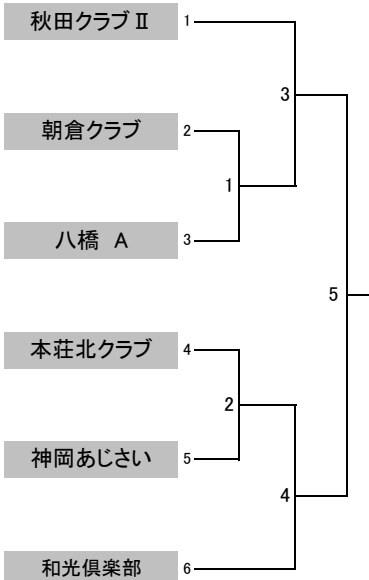 秋田クラブⅡ 1
3
朝倉クラブ 2
1
八橋 A 3
5
本荘北クラブ 4
2
神岡あじさい 5
4
和光倶楽部 6